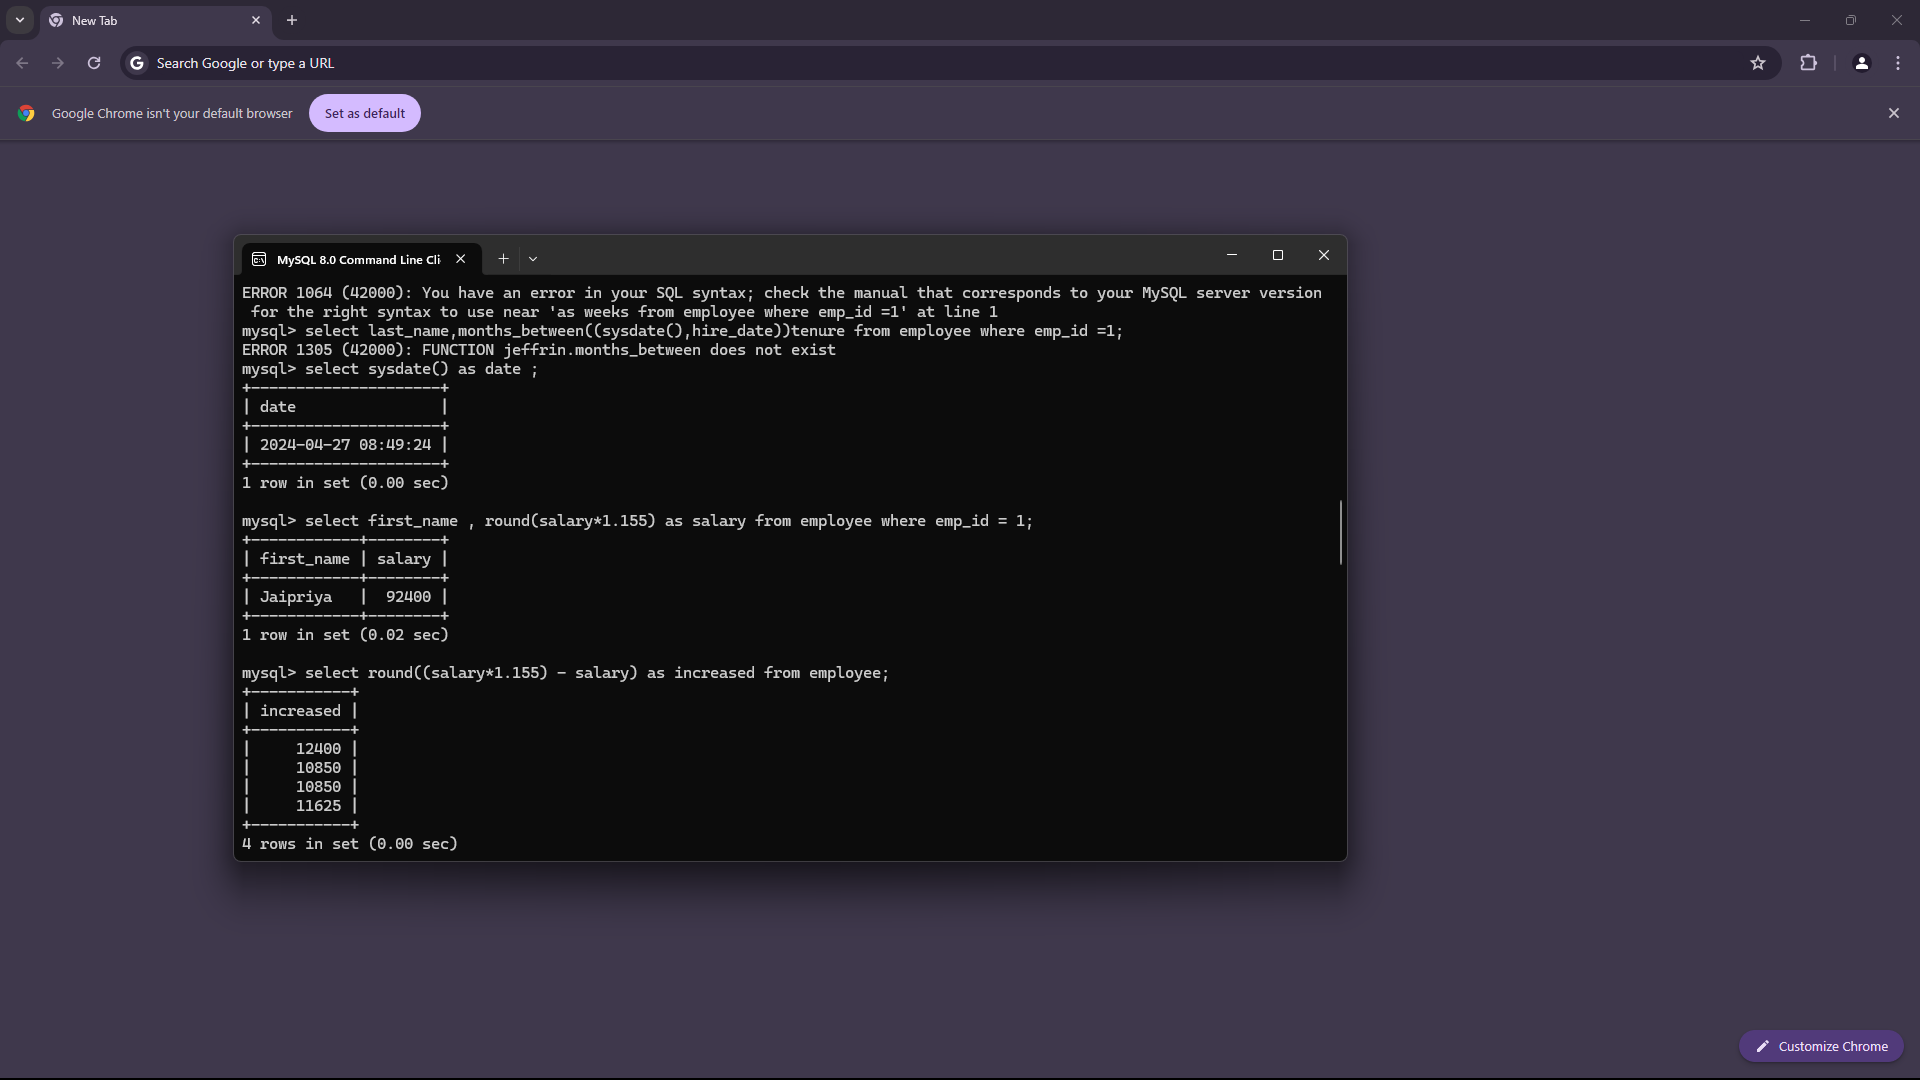 New Tab
Search Google or type a URL
Google Chrome isn't your default browser
Set as default
MySQL 8.0 Command Line Cli
ERROR 1064 (42000): You have an error in your SQL syntax; check the manual that corresponds to your MySQL server version
 for the right syntax to use near 'as weeks from employee where emp_id =1' at line 1
mysql> select last_name,months_between((sysdate(),hire_date))tenure from employee where emp_id =1;
ERROR 1305 (42000): FUNCTION jeffrin.months_between does not exist
mysql> select sysdate() as date ;
+---------------------+
| date                |
+---------------------+
| 2024-04-27 08:49:24 |
+---------------------+
1 row in set (0.00 sec)

mysql> select first_name , round(salary*1.155) as salary from employee where emp_id = 1;
+------------+--------+
| first_name | salary |
+------------+--------+
| Jaipriya   |  92400 |
+------------+--------+
1 row in set (0.02 sec)

mysql> select round((salary*1.155) - salary) as increased from employee;
+-----------+
| increased |
+-----------+
|     12400 |
|     10850 |
|     10850 |
|     11625 |
+-----------+
4 rows in set (0.00 sec)
Customize Chrome